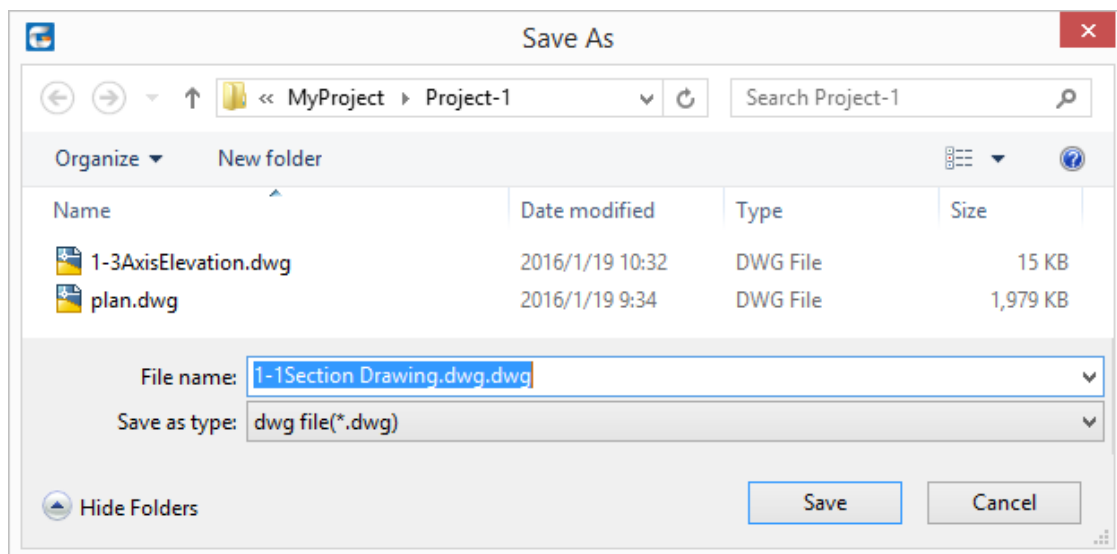 Save As
« MyProject Project-1 Search Project-1
Organize New folder
Name Date modified Type Size
1-3AxisElevation.dwg 2016/1/19 10:32 DWG File 15 KB
plan.dwg 2016/1/19 9:34 DWG File 1,979 KB
File name: 1-1Section Drawing.dwg.dwg
Save as type: dwg file(*.dwg)
Hide Folders Save Cancel